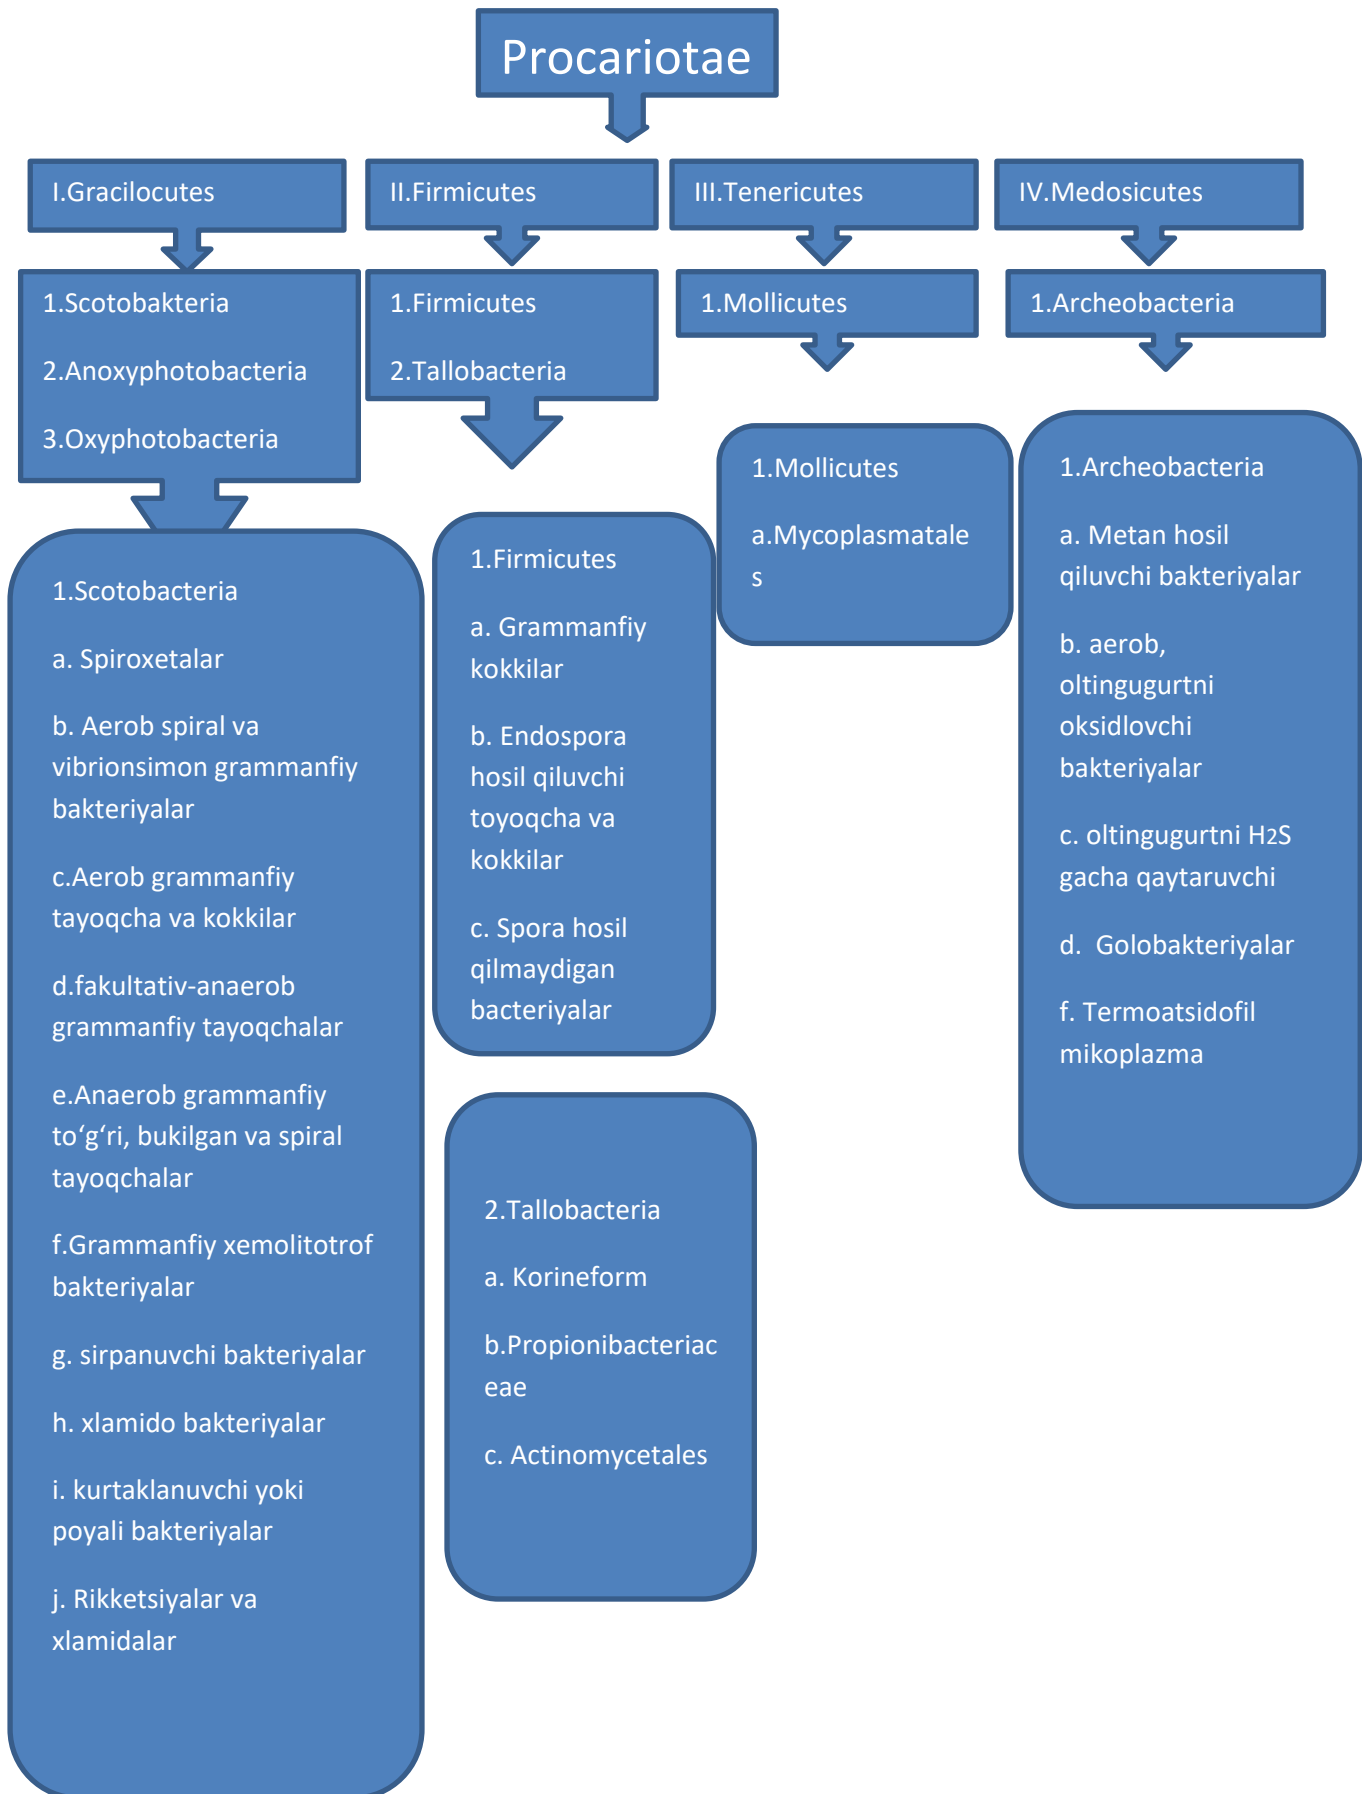 Procariotae
I.Gracilocutes
II.Firmicutes
III.Tenericutes
IV.Medosicutes
1.Scotobakteria
2.Anoxyphotobacteria
3.Oxyphotobacteria
1.Firmicutes
2.Tallobacteria
1.Mollicutes
1.Archeobacteria
1.Scotobacteria
a. Spiroxetalar
b. Aerob spiral va
vibrionsimon grammanfiy
bakteriyalar
c.Aerob grammanfiy
tayoqcha va kokkilar
d.fakultativ-anaerob
grammanfiy tayoqchalar
e.Anaerob grammanfiy
to‘g‘ri, bukilgan va spiral
tayoqchalar
f.Grammanfiy xemolitotrof
bakteriyalar
g. sirpanuvchi bakteriyalar
h. xlamido bakteriyalar
i. kurtaklanuvchi yoki
poyali bakteriyalar
j. Rikketsiyalar va
xlamidalar
1.Firmicutes
a. Grammanfiy
kokkilar
b. Endospora
hosil qiluvchi
toyoqcha va
kokkilar
c. Spora hosil
qilmaydigan
bacteriyalar
2.Tallobacteria
a. Korineform
b.Propionibacteriac
eae
c. Actinomycetales
1.Mollicutes
a.Mycoplasmatale
s
1.Archeobacteria
a. Metan hosil
qiluvchi bakteriyalar
b. aerob,
oltingugurtni
oksidlovchi
bakteriyalar
c. oltingugurtni H2S
gacha qaytaruvchi
d. Golobakteriyalar
f. Termoatsidofil
mikoplazma